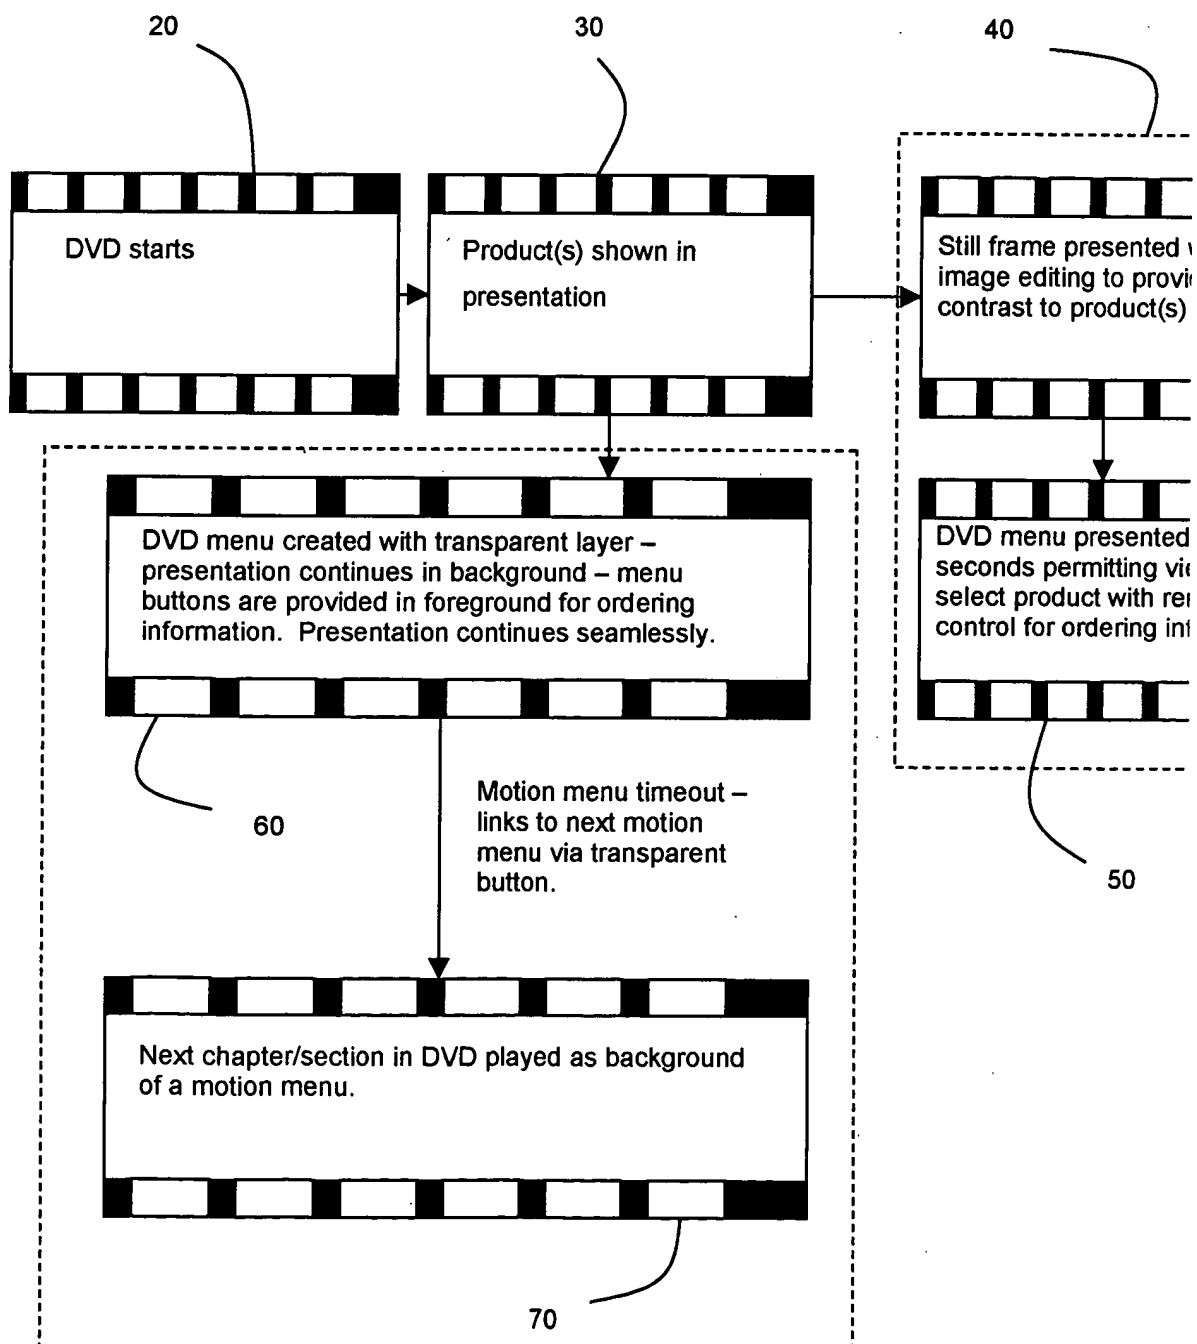 20
30
40
DVD starts
Product(s) shown in
presentation
Still frame presented
image editing to
contrast to product(s)
DVD menu created with transparent layer –
presentation continues in background – menu
buttons are provided in foreground for ordering
information. Presentation continues seamlessly.
DVD menu presented
seconds permitting
select product with
control for ordering
60
Motion menu timeout –
links to next motion
menu via transparent
button.
50
Next chapter/section in DVD played as background
of a motion menu.
70